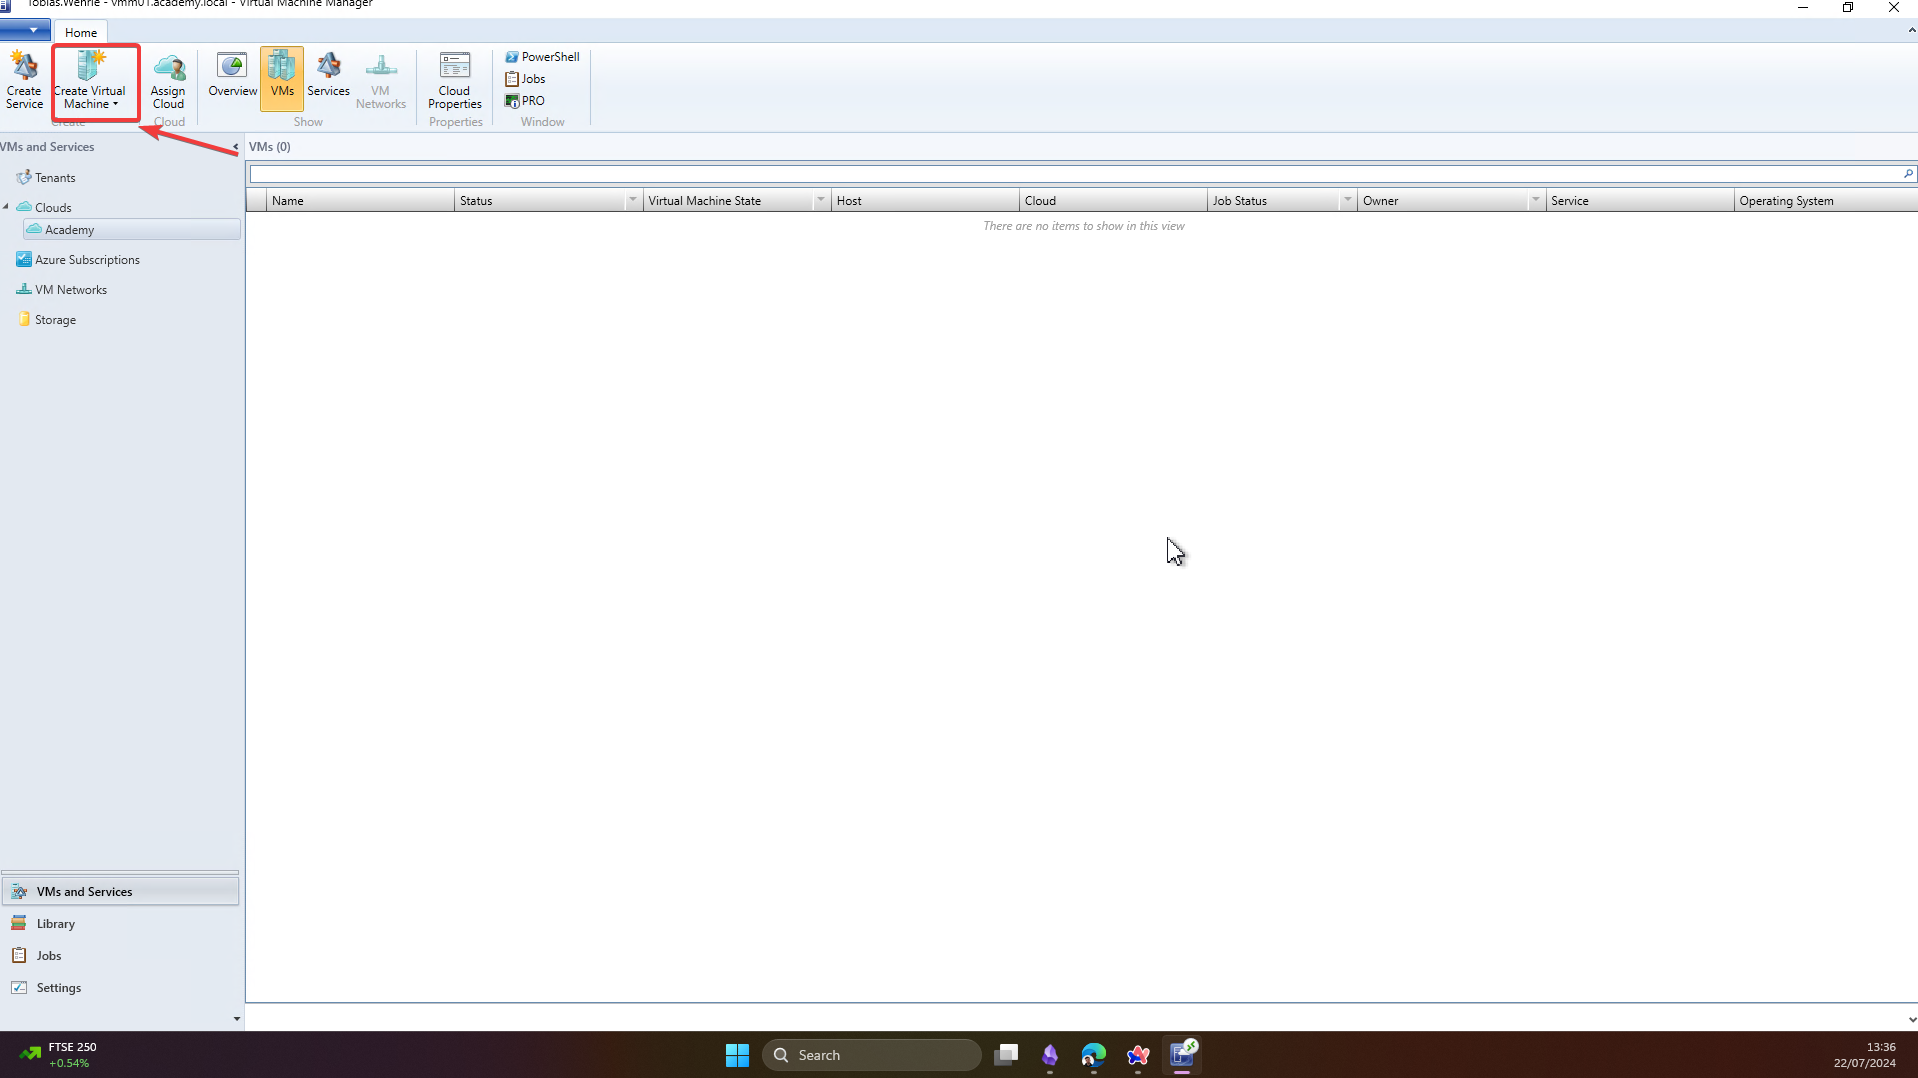 Tobias.Wehrle - vmm01.academy.local - Virtual Machine Manager
Home
Create
Service
Create Virtual
Machine
Create
Assign
Cloud
Cloud
Overview
VMs
Services
VM
Networks
Show
Cloud
Properties
Properties
PowerShell
Jobs
PRO
Window
VMs and Services
Tenants
Clouds
Academy
Azure Subscriptions
VM Networks
Storage
VMs (0)
Name Status Virtual Machine State Host Cloud Job Status Owner Service Operating System
There are no items to show in this view
VMs and Services
Library
Jobs
Settings
FTSE 250
+0.54%
Search
13:36
22/07/2024